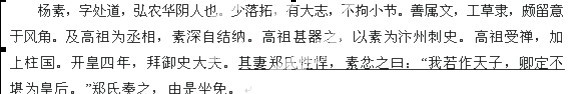 杨素，字处道，弘农华阴人也。少落拓，有大志，不拘小节。善属文，工草隶，颇留意
于风角。及高祖为丞相，素深自结纳。高祖甚器之，以素为汴州刺史。高祖受禅，加
上柱国。开皇四年，拜御史大夫。其妻郑氏性悍，素忿之曰：“我若作天子，卿定不
堪为皇后。”郑氏奏之，由是坐免。